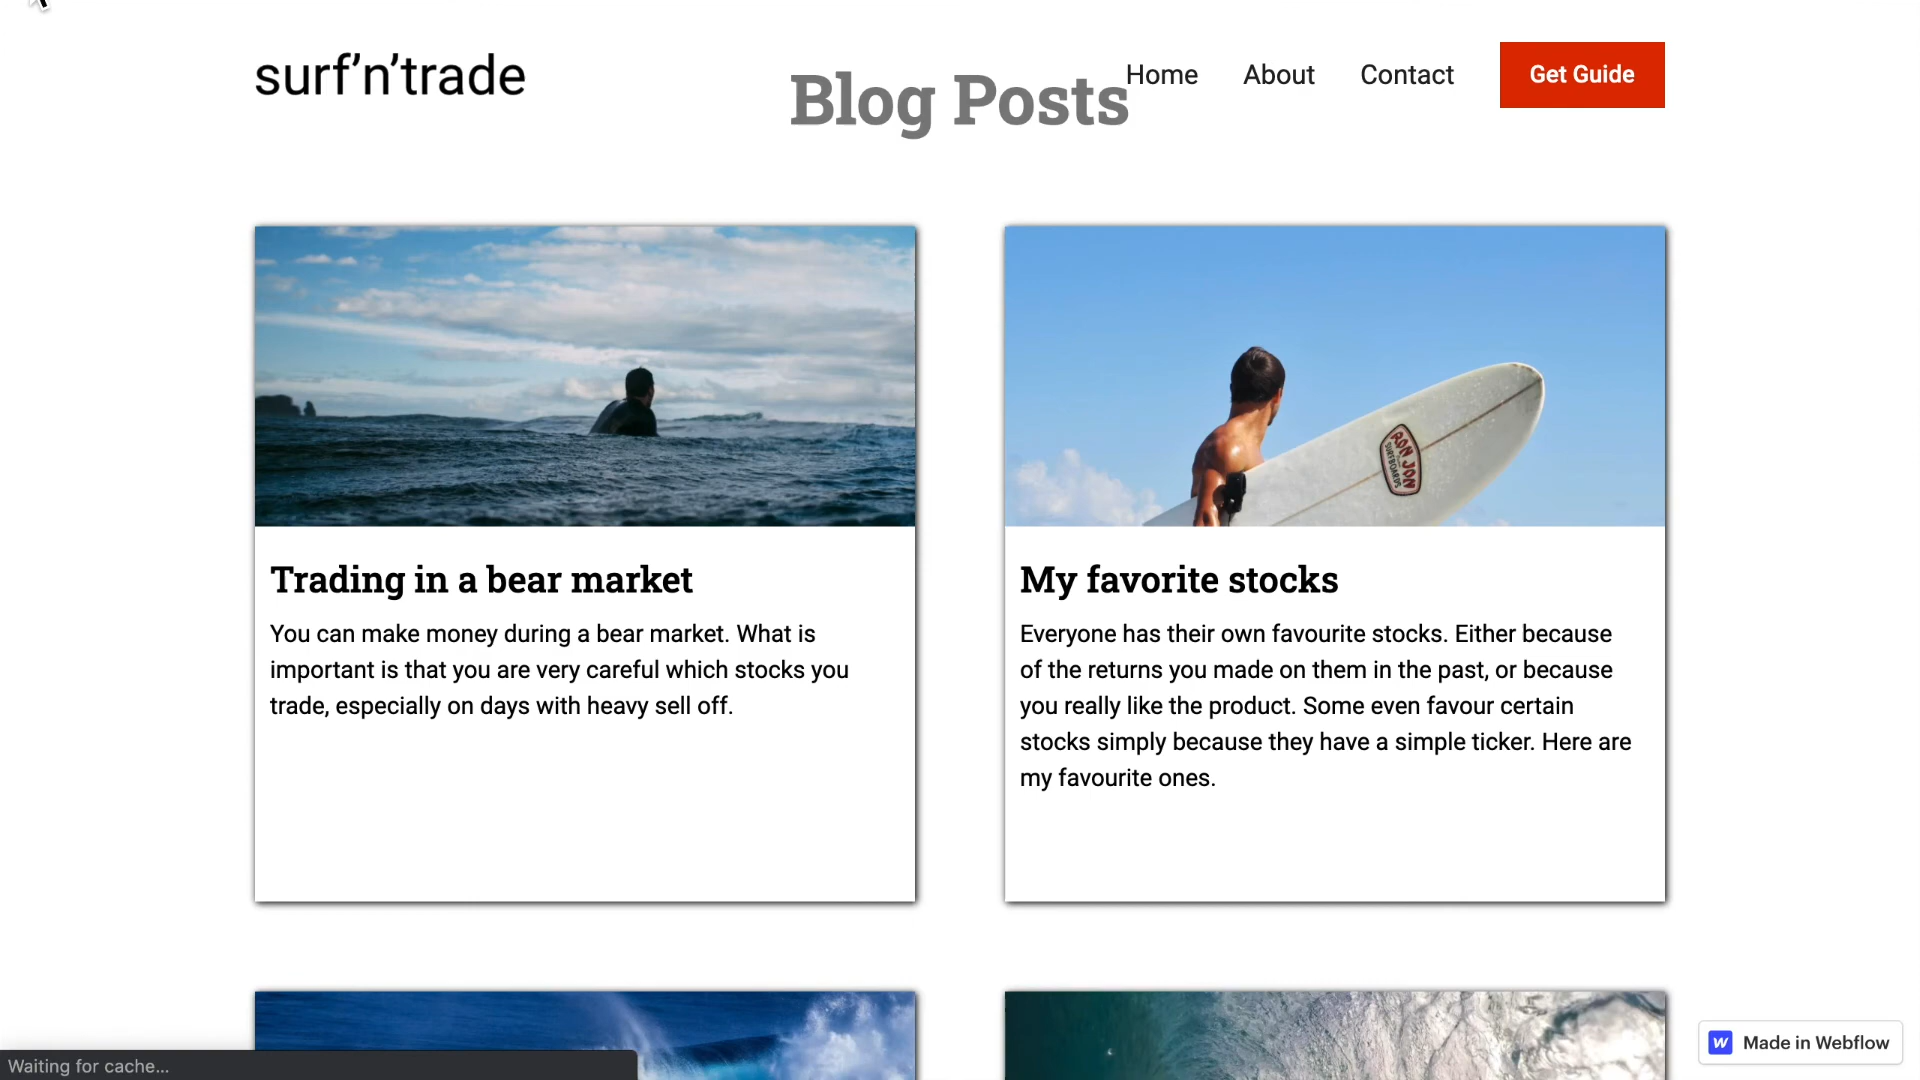 surf’n’trade
Blog Posts
Home
About
Contact
Get Guide
RON JON
SURFBOARDS
Trading in a bear market
You can make money during a bear market. What is
important is that you are very careful which stocks you
trade, especially on days with heavy sell off.
My favorite stocks
Everyone has their own favourite stocks. Either because
of the returns you made on them in the past, or because
you really like the product. Some even favour certain
stocks simply because they have a simple ticker. Here are
my favourite ones.
Waiting for cache...
W Made in Webflow